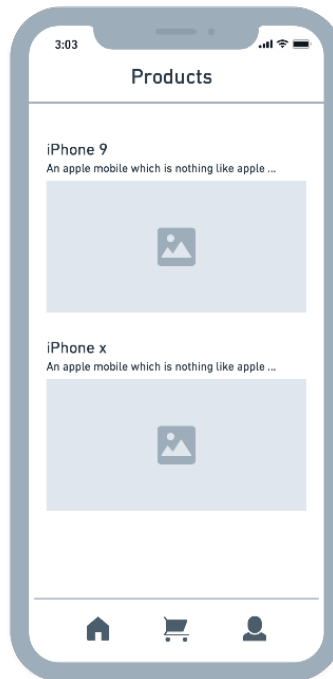 3:03
Products
iPhone 9
An apple mobile which is nothing like apple ...
iPhone x
An apple mobile which is nothing like apple ...